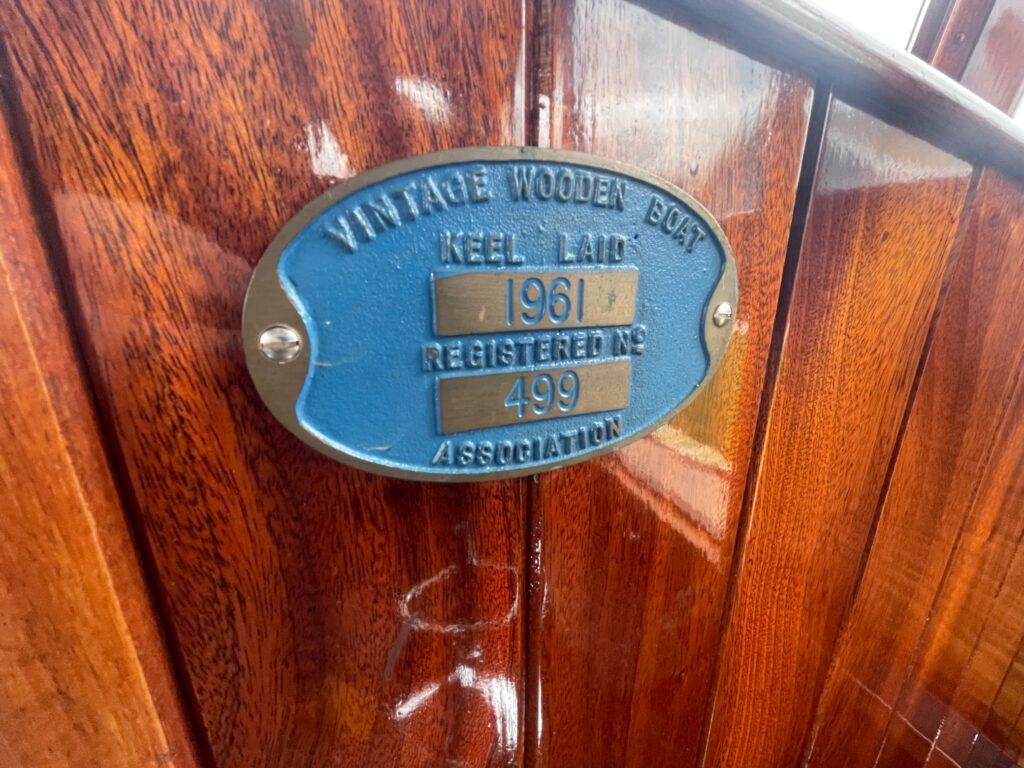 VINTAGE WOODEN BOAT
KEEL LAID
1961
REGISTERED Nº
499
ASSOCIATION